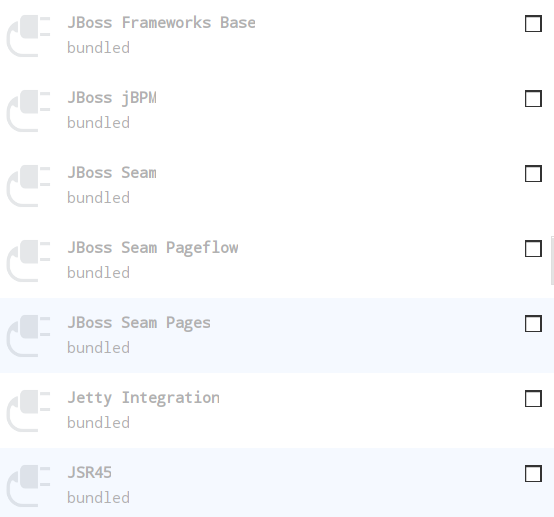 JBoss Frameworks Base
bundled
JBoss jBPM
bundled
JBoss Seam
bundled
JBoss Seam Pageflow
bundled
JBoss Seam Pages
bundled
Jetty Integration
bundled
JSR45
bundled